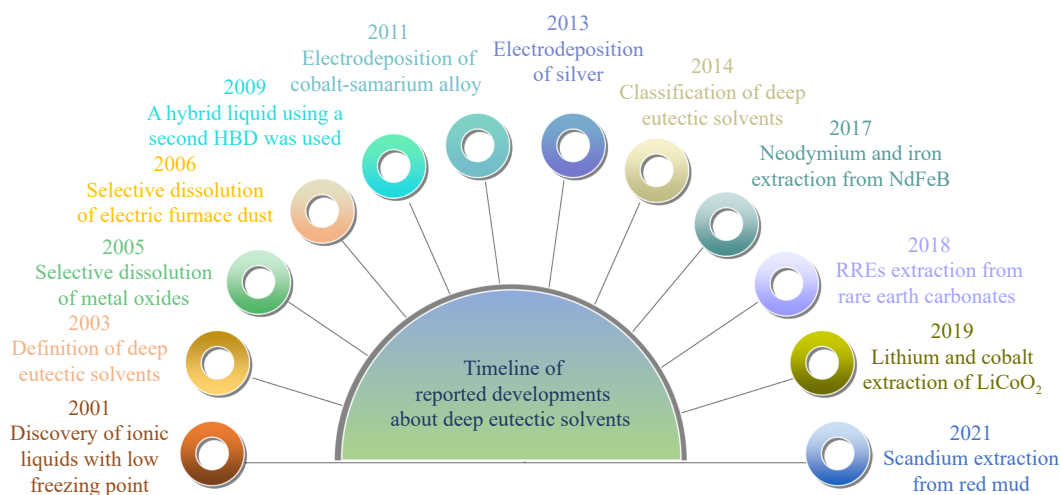 2001
Discovery of ionic
liquids with low
freezing point
2003
Definition of deep
eutectic solvents
2005
Selective dissolution
of metal oxides
2006
Selective dissolution
of electric furnace dust
2009
A hybrid liquid using a
second HBD was used
2011
Electrodeposition of
cobalt-samarium alloy
2013
Electrodeposition
of silver
2014
Classification of deep
eutectic solvents
2017
Neodymium and iron
extraction from NdFeB
2018
RREs extraction from
rare earth carbonates
2019
Lithium and cobalt
extraction of LiCoO₂
2021
Scandium extraction
from red mud
Timeline of
reported developments
about deep eutectic solvents